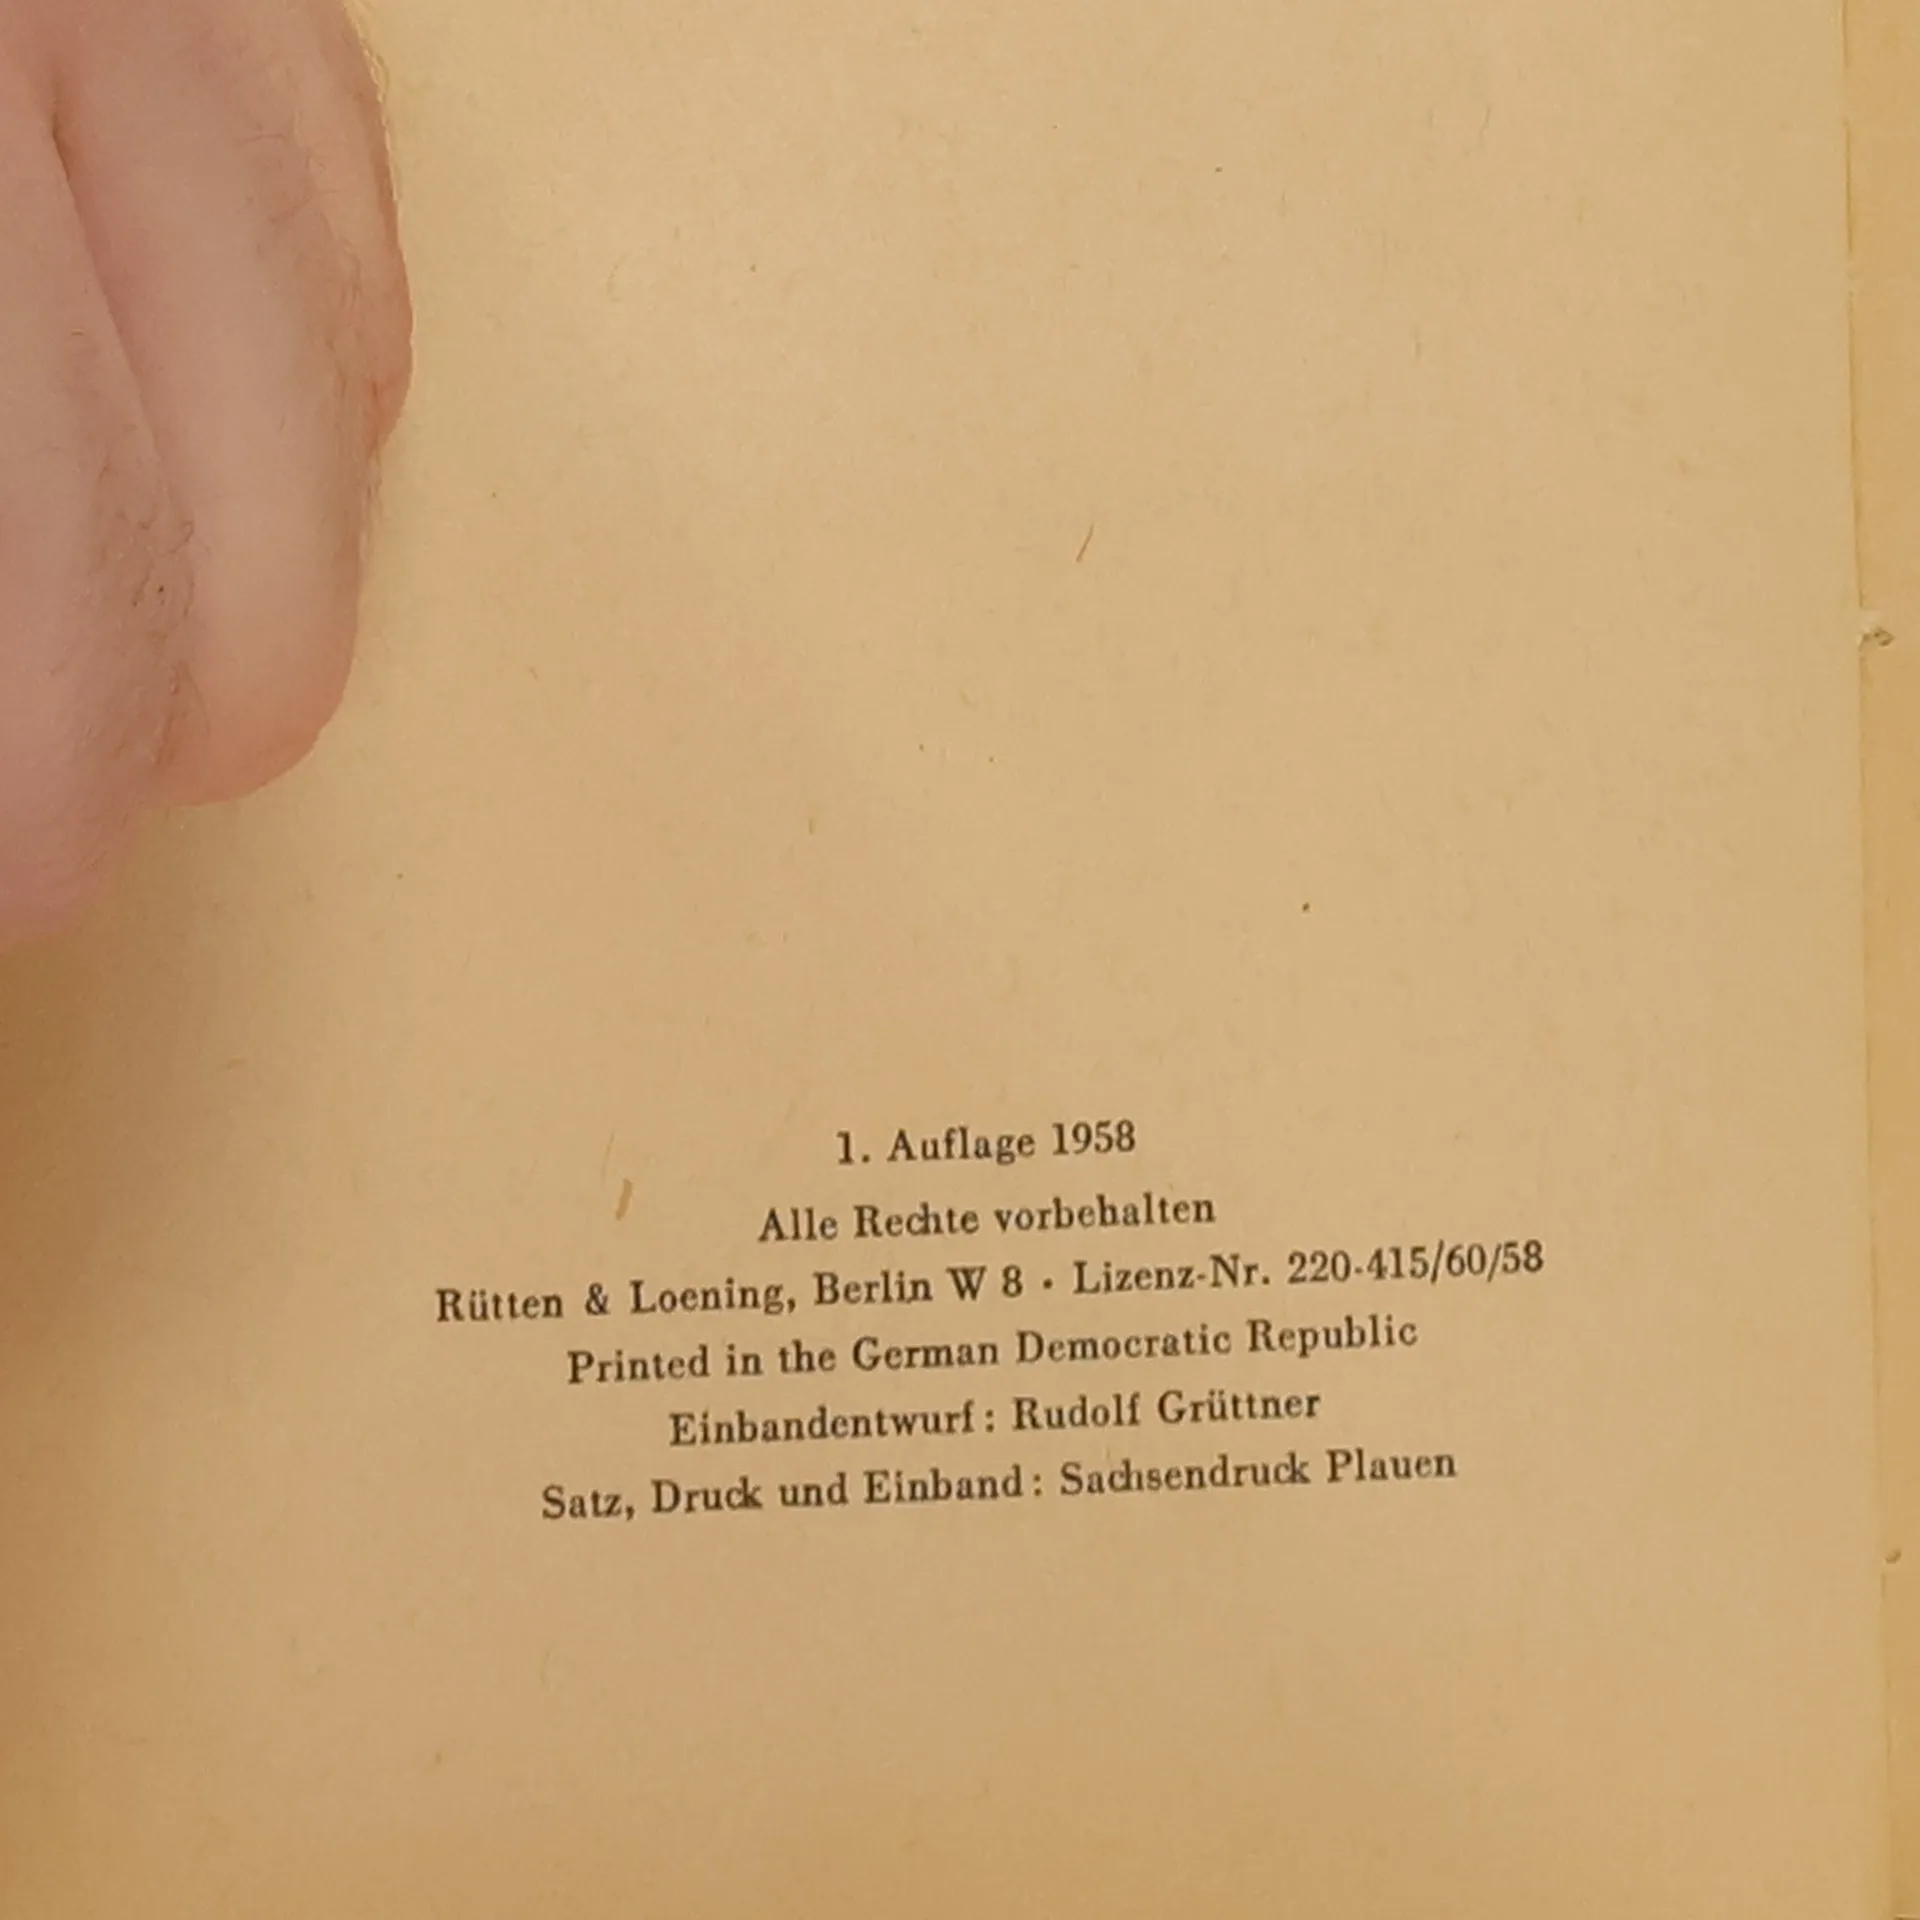 1. Auflage 1958
Alle Rechte vorbehalten
Rütten & Loening, Berlin W 8 · Lizenz-Nr. 220-415/60/58
Printed in the German Democratic Republic
Einbandentwurf: Rudolf Grüttner
Satz, Druck und Einband: Sachsendruck Plauen